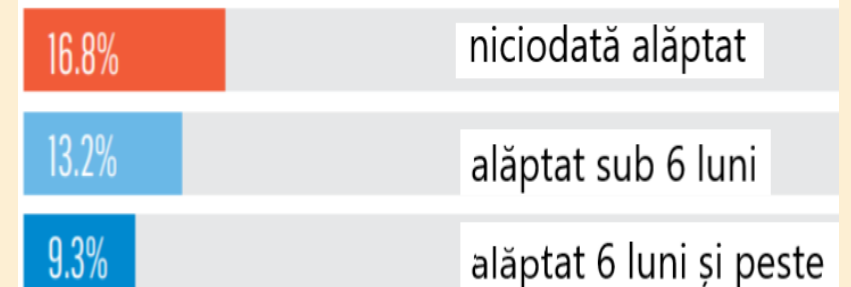 16.8% niciodată alăptat
13.2% alăptat sub 6 luni
9.3% alăptat 6 luni și peste